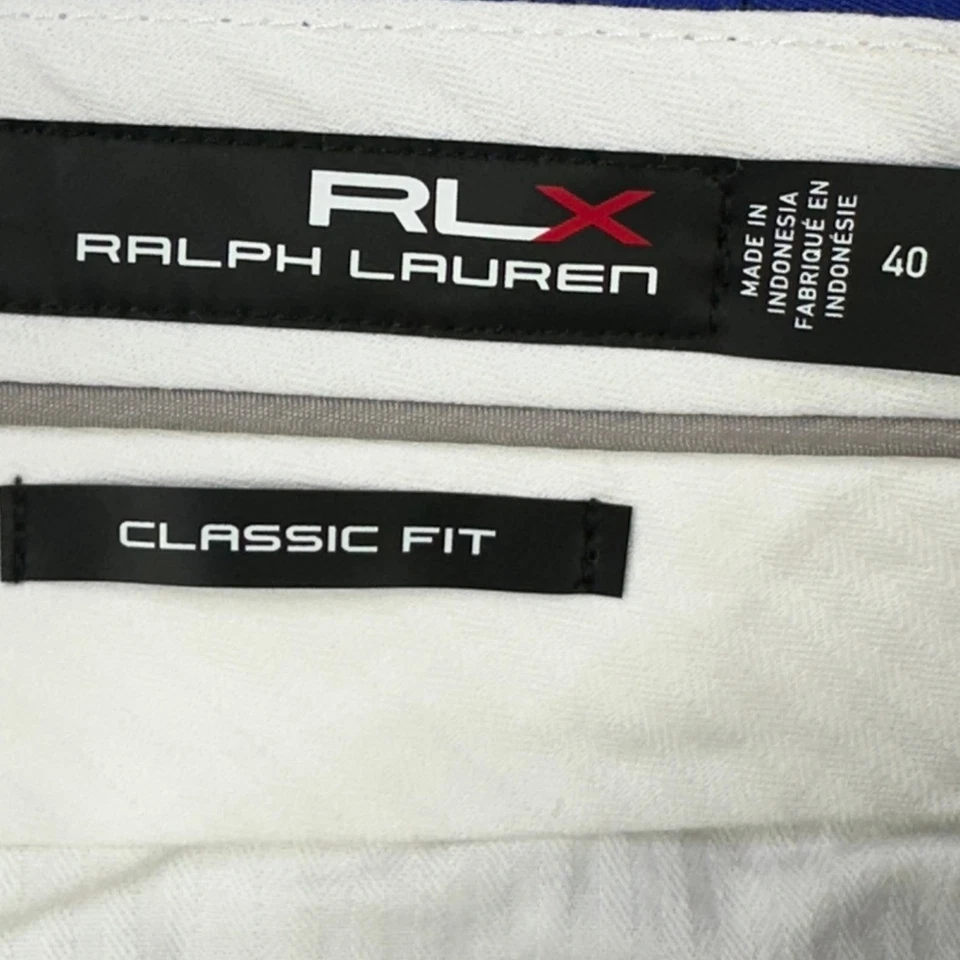 RLX
RALPH LAUREN
MADE IN
INDONESIA
FABRIQUÉ EN
INDONÉSIE
40
CLASSIC FIT